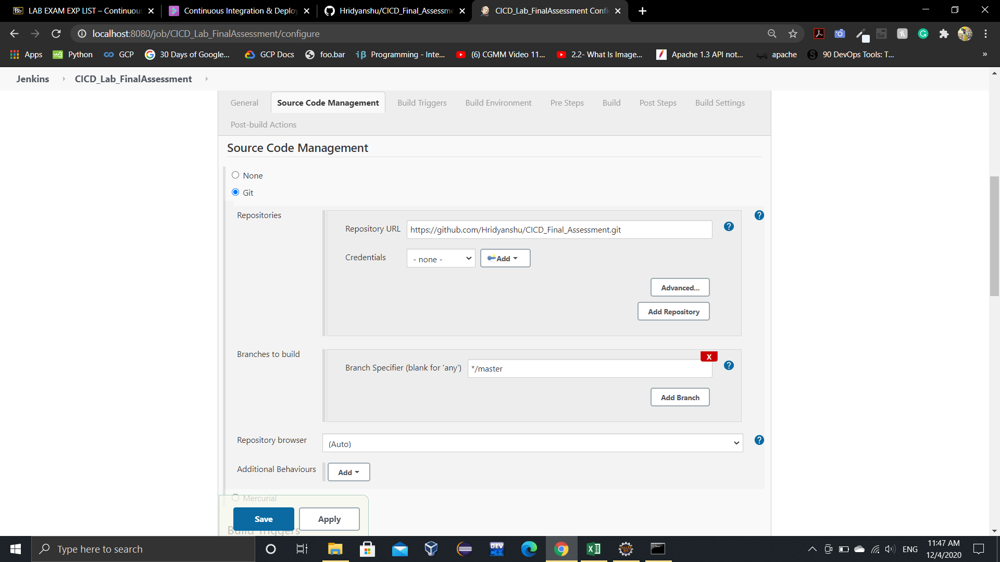 LAB EXAM EXP LIST – Continuous
Continuous Integration & Deploy
Hridyanshu/CICD_Final_Assessme
CICD_Lab_FinalAssessment Confi
localhost:8080/job/CICD_Lab_FinalAssessment/configure
Apps
Python
GCP
30 Days of Google...
GCP Docs
foo.bar
Programming - Inte...
(6) CGMM Video 11...
2.2- What Is Image...
Apache 1.3 API not...
apache
90 DevOps Tools: T...
»
Jenkins
CICD_Lab_FinalAssessment
General
Source Code Management
Build Triggers
Build Environment
Pre Steps
Build
Post Steps
Build Settings
Post-build Actions
Source Code Management
None
Git
Repositories
Repository URL
https://github.com/Hridyanshu/CICD_Final_Assessment.git
Credentials
- none -
Add
Advanced...
Add Repository
Branches to build
X
Branch Specifier (blank for 'any')
*/master
Add Branch
Repository browser
(Auto)
Additional Behaviours
Add
Mercurial
Save
Apply
Build Triggers
Type here to search
DEV
C++
ENG
11:47 AM
12/4/2020